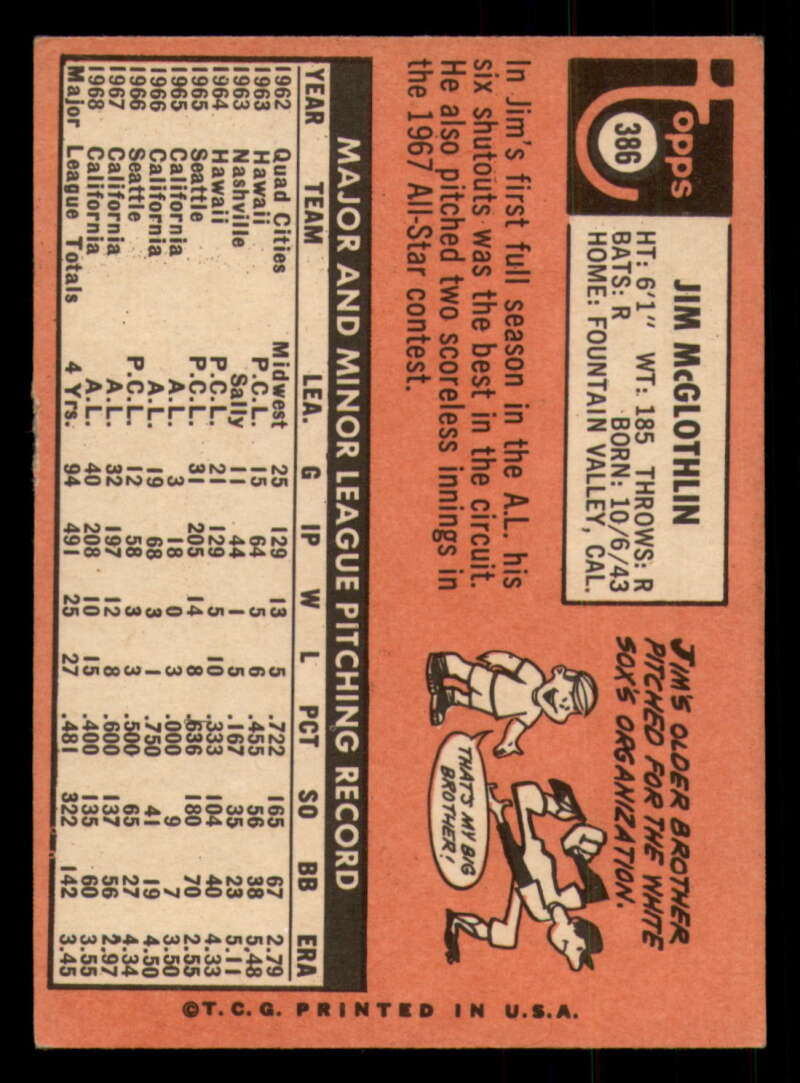 Topps
386
JIM McGLOTHLIN
HT: 6'1" WT: 185 THROWS: R
BATS: R BORN: 10/6/43
HOME: FOUNTAIN VALLEY, CAL.
In Jim's first full season in the A.L. his
six shutouts was the best in the circuit.
He also pitched two scoreless innings in
the 1967 All-Star contest.
JIM'S OLDER BROTHER
PITCHED FOR THE WHITE
SOX'S ORGANIZATION.
THAT'S MY BIG
BROTHER!
MAJOR AND MINOR LEAGUE PITCHING RECORD
YEAR TEAM LEA. G IP W L PCT SO BB ERA
1962 Quad Cities Midwest 25 129 13 5 .722 165 67 2.79
1963 Hawaii P.C.L. 15 64 5 6 .455 56 38 5.48
1963 Nashville Sally 11 44 1 5 .167 35 23 5.11
1964 Hawaii P.C.L. 21 129 5 10 .333 104 40 4.33
1965 Seattle P.C.L. 31 205 14 8 .636 180 70 2.55
1965 California A.L. 3 18 0 3 .000 9 7 3.50
1966 California A.L. 19 68 3 1 .750 41 19 4.50
1966 Seattle P.C.L. 12 58 3 3 .500 65 27 4.34
1967 California A.L. 32 197 12 8 .600 137 56 2.97
1968 California A.L. 40 208 10 15 .400 135 60 3.55
Major League Totals 4 Yrs. 94 491 25 27 .481 322 142 3.45
©T.C.G. PRINTED IN U.S.A.